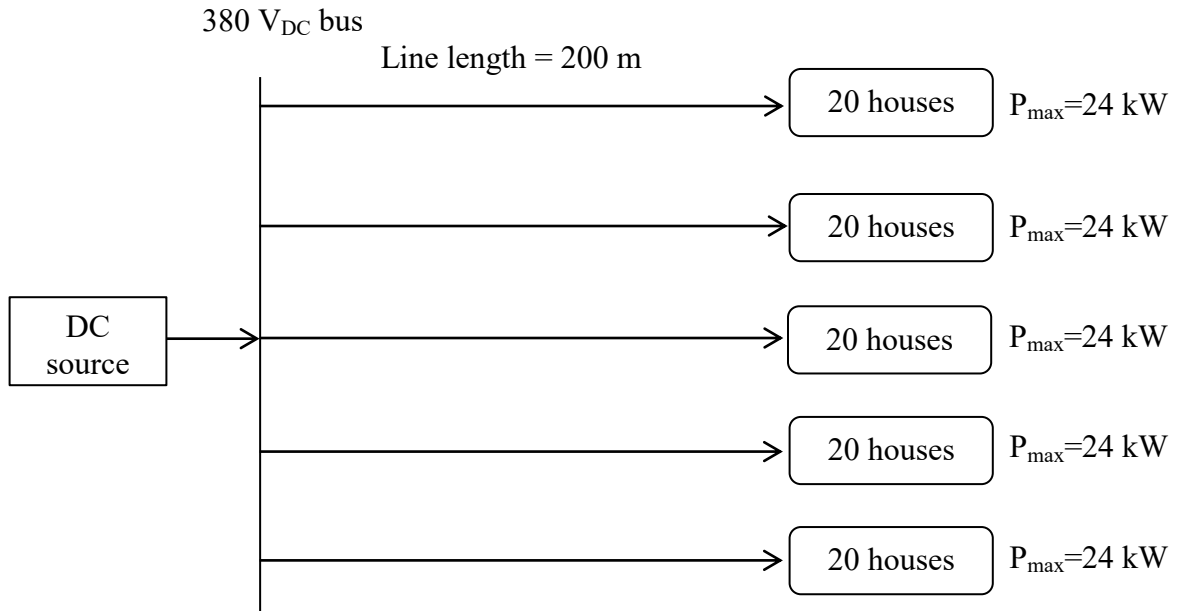 380 V_DC bus
Line length = 200 m
20 houses P_max=24 kW
20 houses P_max=24 kW
DC
source
20 houses P_max=24 kW
20 houses P_max=24 kW
20 houses P_max=24 kW